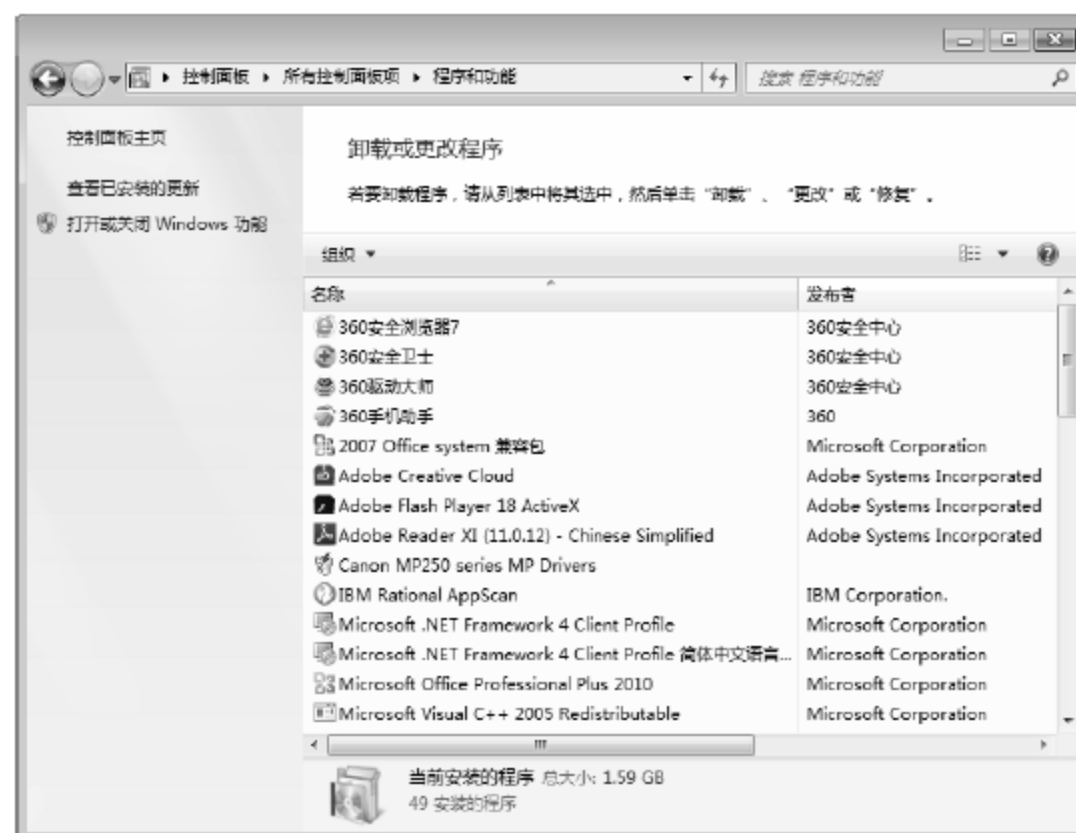 控制面板 所有控制面板项 程序和功能 搜索 程序和功能
控制面板主页
查看已安装的更新
打开或关闭 Windows 功能
卸载或更改程序
若要卸载程序，请从列表中将其选中，然后单击“卸载”、“更改”或“修复”。
组织
名称 发布者
360安全浏览器7 360安全中心
360安全卫士 360安全中心
360驱动大师 360安全中心
360手机助手 360
2007 Office system 兼容包 Microsoft Corporation
Adobe Creative Cloud Adobe Systems Incorporated
Adobe Flash Player 18 ActiveX Adobe Systems Incorporated
Adobe Reader XI (11.0.12) - Chinese Simplified Adobe Systems Incorporated
Canon MP250 series MP Drivers
IBM Rational AppScan IBM Corporation.
Microsoft .NET Framework 4 Client Profile Microsoft Corporation
Microsoft .NET Framework 4 Client Profile 简体中文语言... Microsoft Corporation
Microsoft Office Professional Plus 2010 Microsoft Corporation
Microsoft Visual C++ 2005 Redistributable Microsoft Corporation
当前安装的程序 总大小: 1.59 GB
49 安装的程序